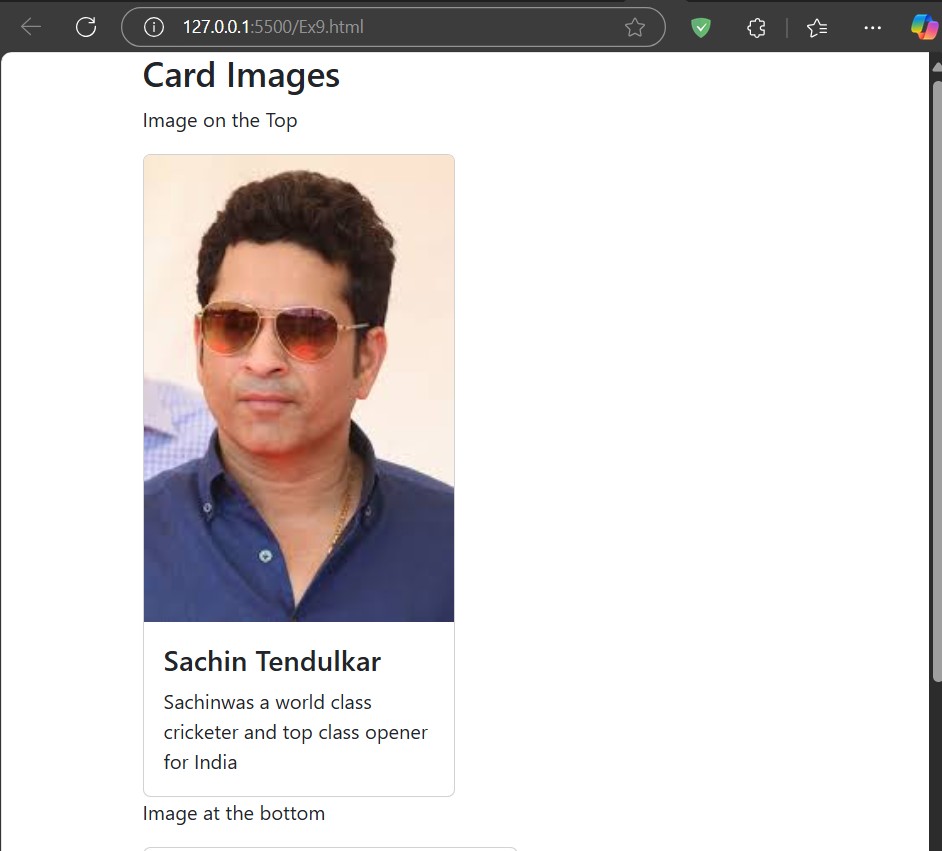 127.0.0.1:5500/Ex9.html
Card Images
Image on the Top
Sachin Tendulkar
Sachinwas a world class
cricketer and top class opener
for India
Image at the bottom